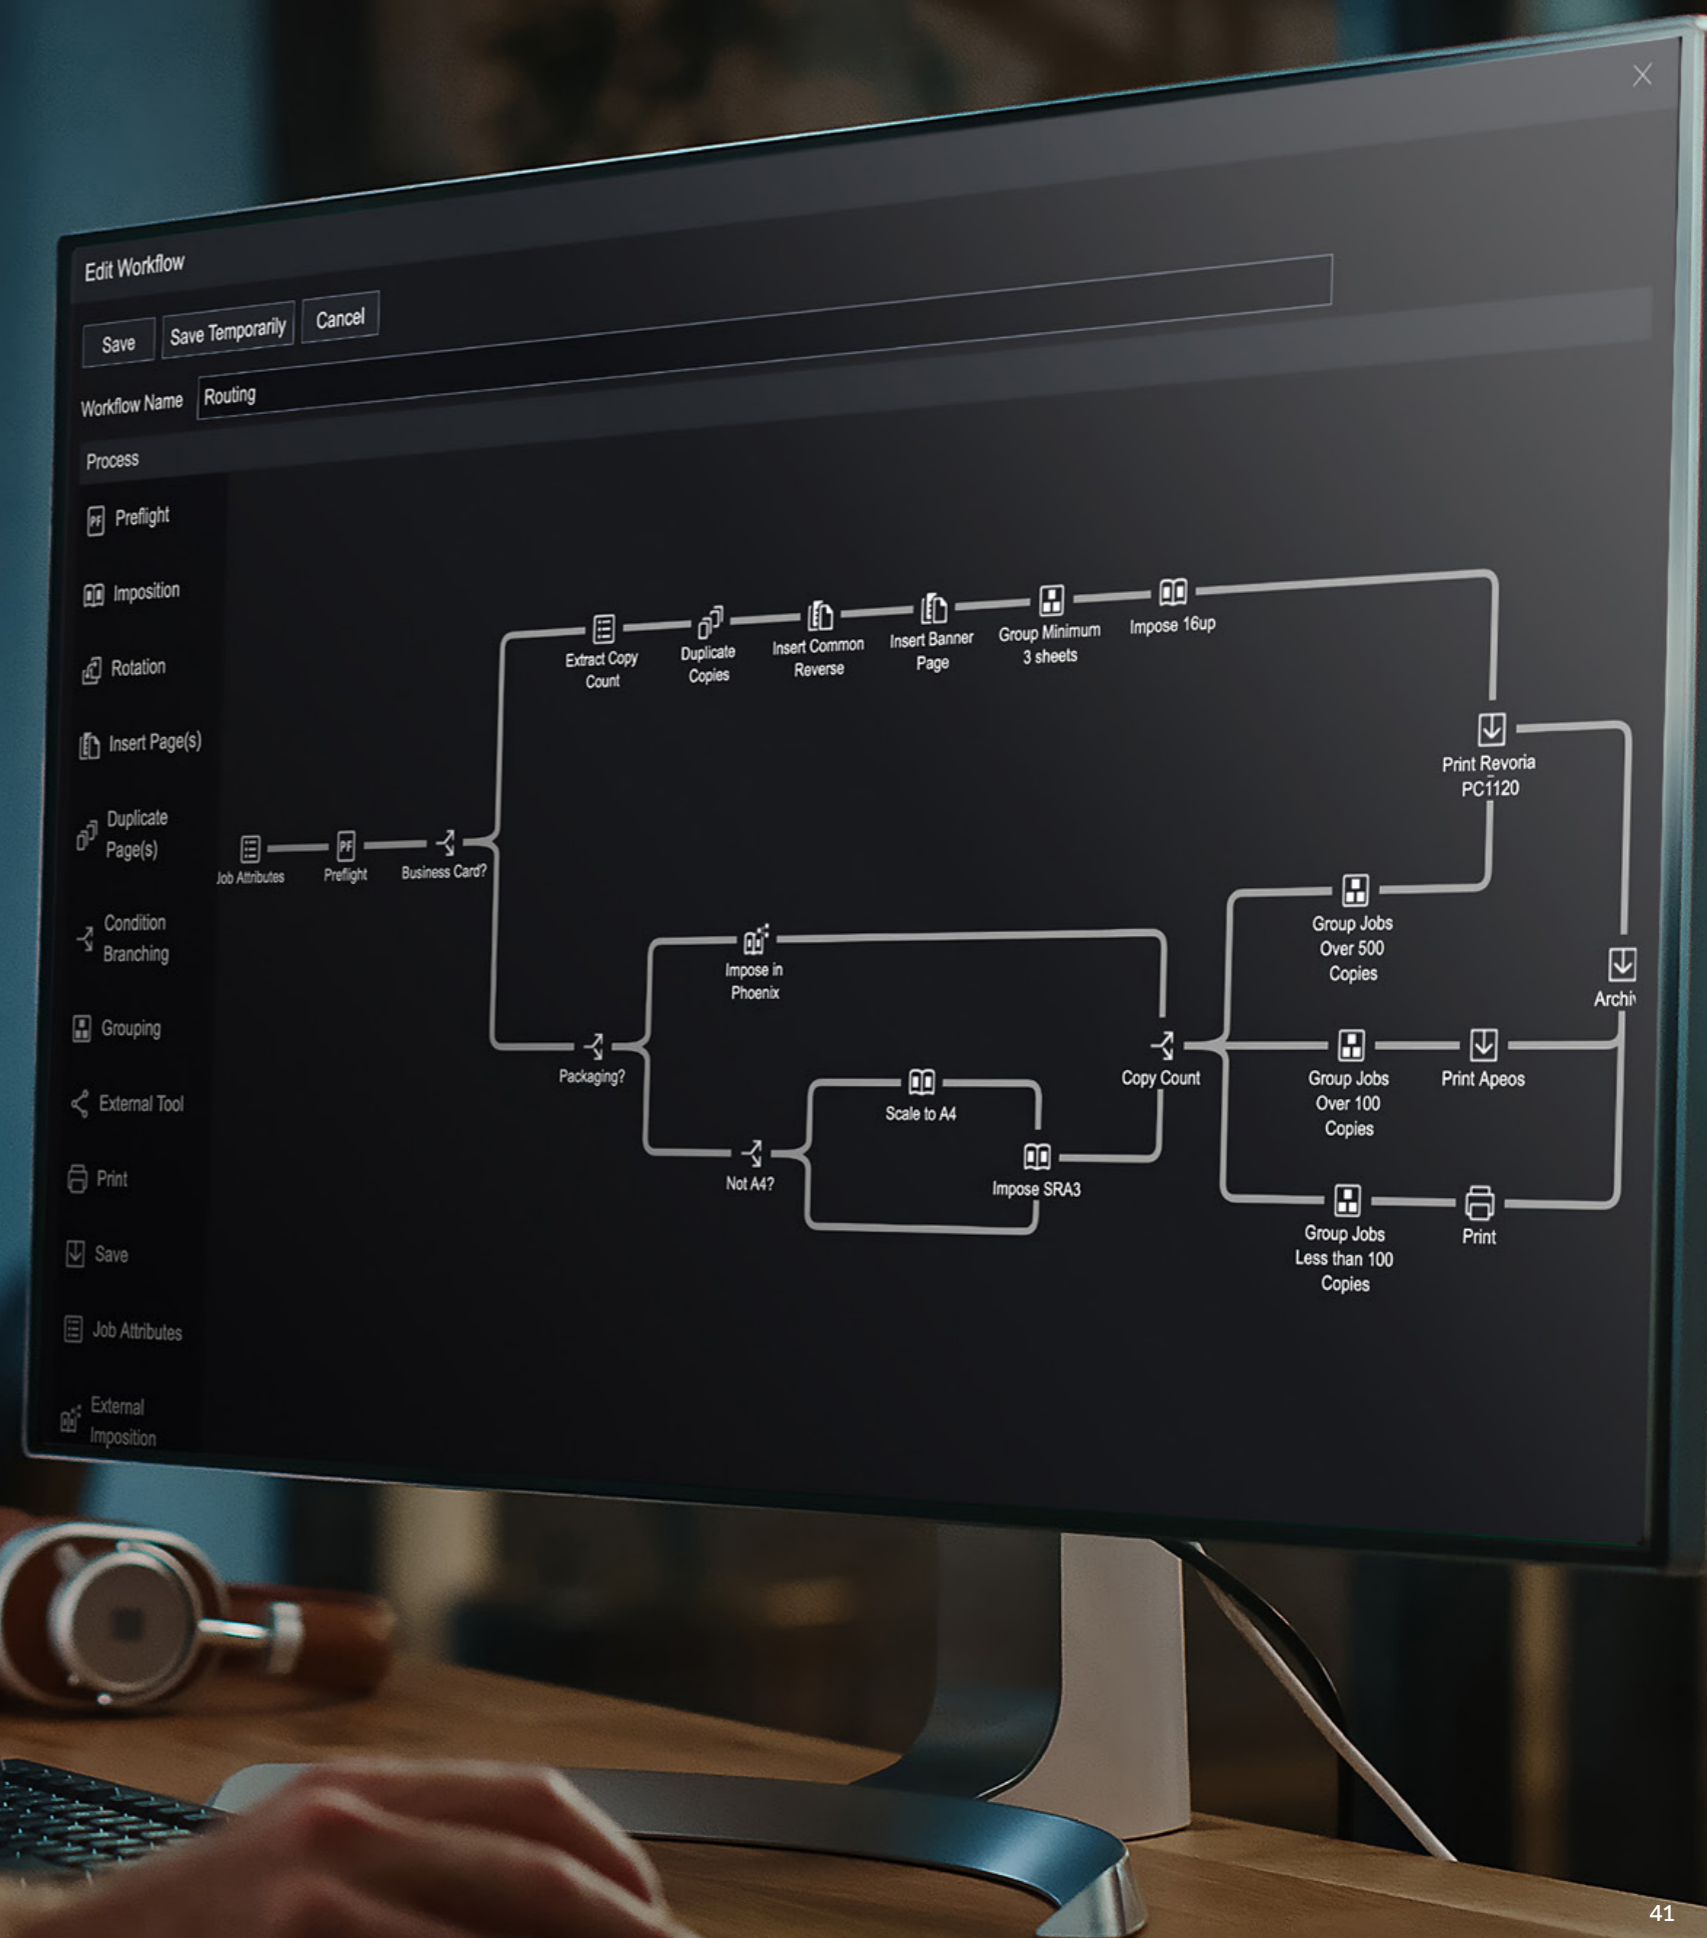 Edit Workflow
Save
Save Temporarily
Cancel
Workflow Name
Routing
Process
PF
Preflight
Imposition
Rotation
Insert Page(s)
Duplicate
Page(s)
Condition
Branching
Grouping
External Tool
Print
Save
Job Attributes
External
Imposition
Job Attributes
PF
Preflight
Business Card?
Extract Copy
Count
Duplicate
Copies
Insert Common
Reverse
Insert Banner
Page
Group Minimum
3 sheets
Impose 16up
Print Revoria
PC1120
Packaging?
Impose in
Phoenix
Not A4?
Scale to A4
Impose SRA3
Copy Count
Group Jobs
Over 500
Copies
Group Jobs
Over 100
Copies
Print Apeos
Group Jobs
Less than 100
Copies
Print
Archiv
41